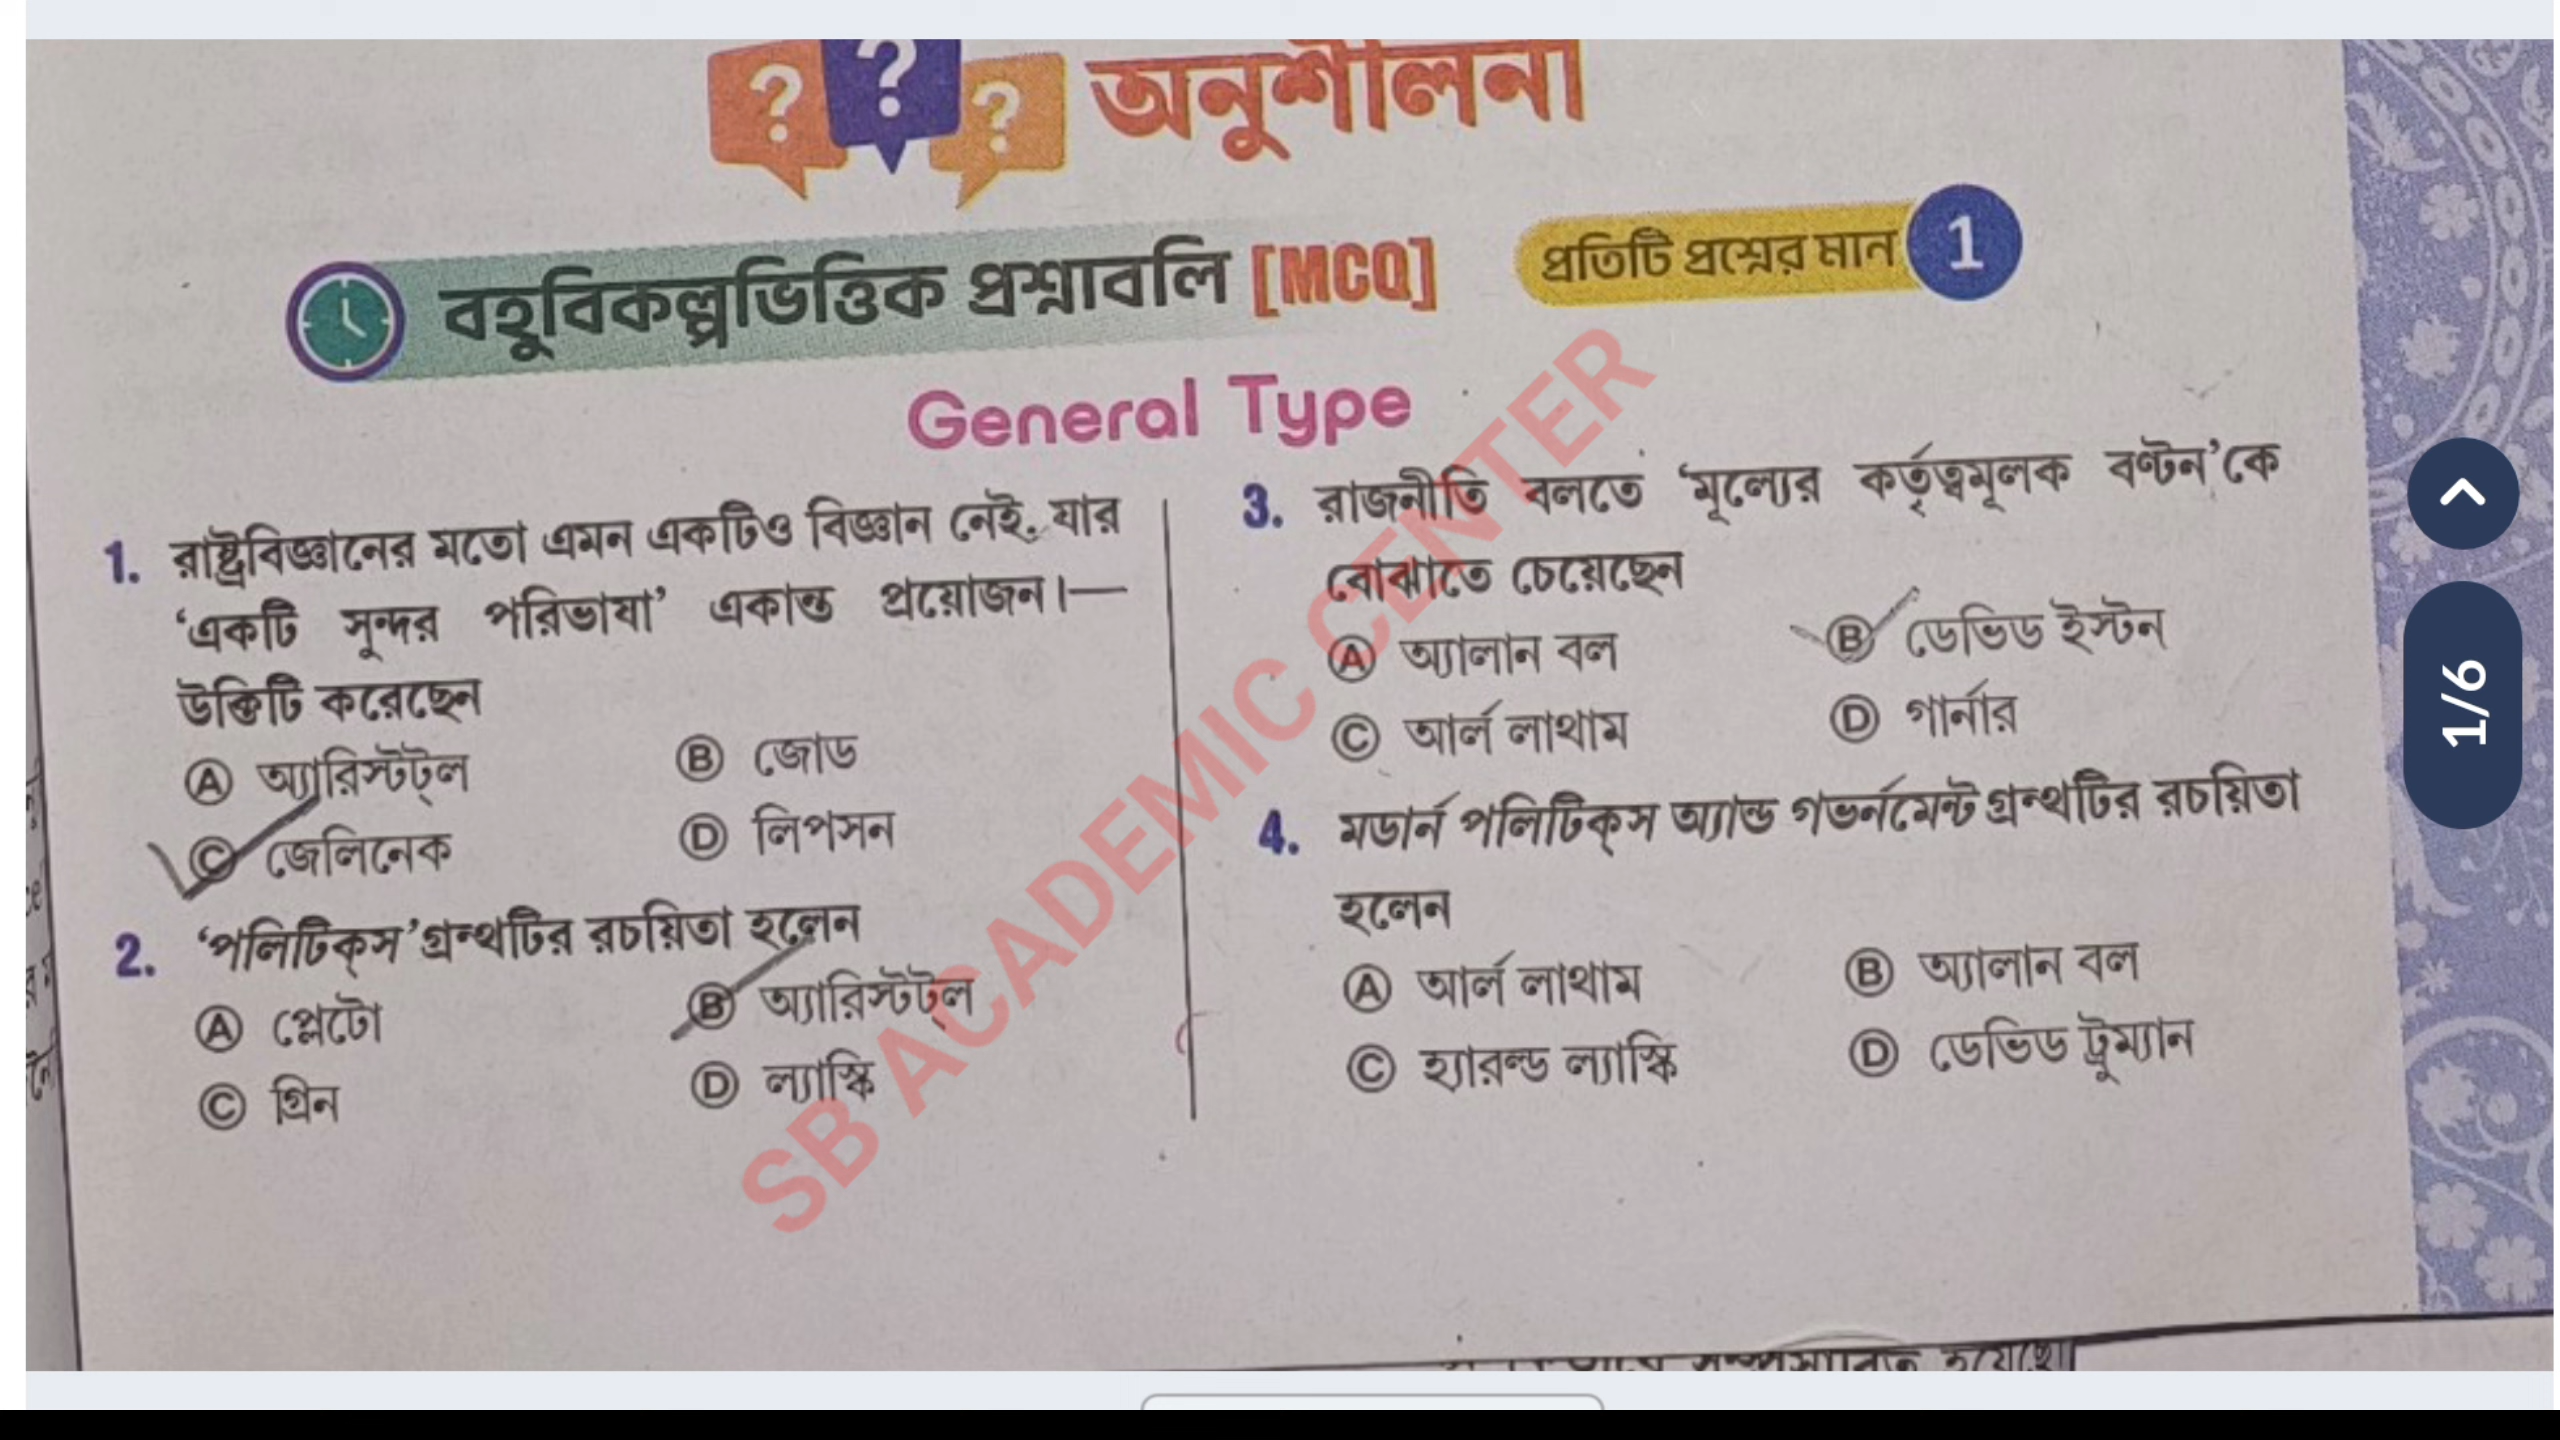 ? ? ? অনুশীলনী
বহুবিকল্পভিত্তিক প্রশ্নাবলি [MCQ] প্রতিটি প্রশ্নের মান 1
General Type
1. রাষ্ট্রবিজ্ঞানের মতো এমন একটিও বিজ্ঞান নেই, যার
‘একটি সুন্দর পরিভাষা’ একান্ত প্রয়োজন।—
উক্তিটি করেছেন
Ⓐ অ্যারিস্টট্ল Ⓑ জোড
Ⓒ জেলিনেক Ⓓ লিপসন
2. ‘পলিটিক্স’ গ্রন্থটির রচয়িতা হলেন
Ⓐ প্লেটো Ⓑ অ্যারিস্টট্ল
Ⓒ গ্রিন Ⓓ ল্যাস্কি
3. রাজনীতি বলতে ‘মূল্যের কর্তৃত্বমূলক বণ্টন’কে
বোঝাতে চেয়েছেন
Ⓐ অ্যালান বল Ⓑ ডেভিড ইস্টন
Ⓒ আর্ল লাথাম Ⓓ গার্নার
4. মডার্ন পলিটিক্স অ্যান্ড গভর্নমেন্ট গ্রন্থটির রচয়িতা
হলেন
Ⓐ আর্ল লাথাম Ⓑ অ্যালান বল
Ⓒ হ্যারল্ড ল্যাস্কি Ⓓ ডেভিড ট্রুম্যান
SB ACADEMIC CENTER
1/6